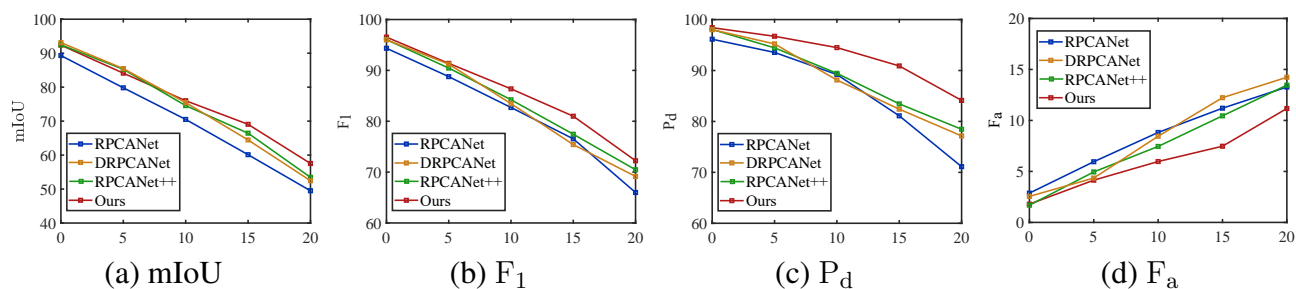 100
90
80
70
60
50
40
mIoU
RPCANet
DRPCANet
RPCANet++
Ours
0 5 10 15 20
(a) mIoU
100
90
80
70
60
F1
RPCANet
DRPCANet
RPCANet++
Ours
0 5 10 15 20
(b) F1
100
90
80
70
60
Pd
RPCANet
DRPCANet
RPCANet++
Ours
0 5 10 15 20
(c) Pd
20
15
10
5
0
Fa
RPCANet
DRPCANet
RPCANet++
Ours
0 5 10 15 20
(d) Fa